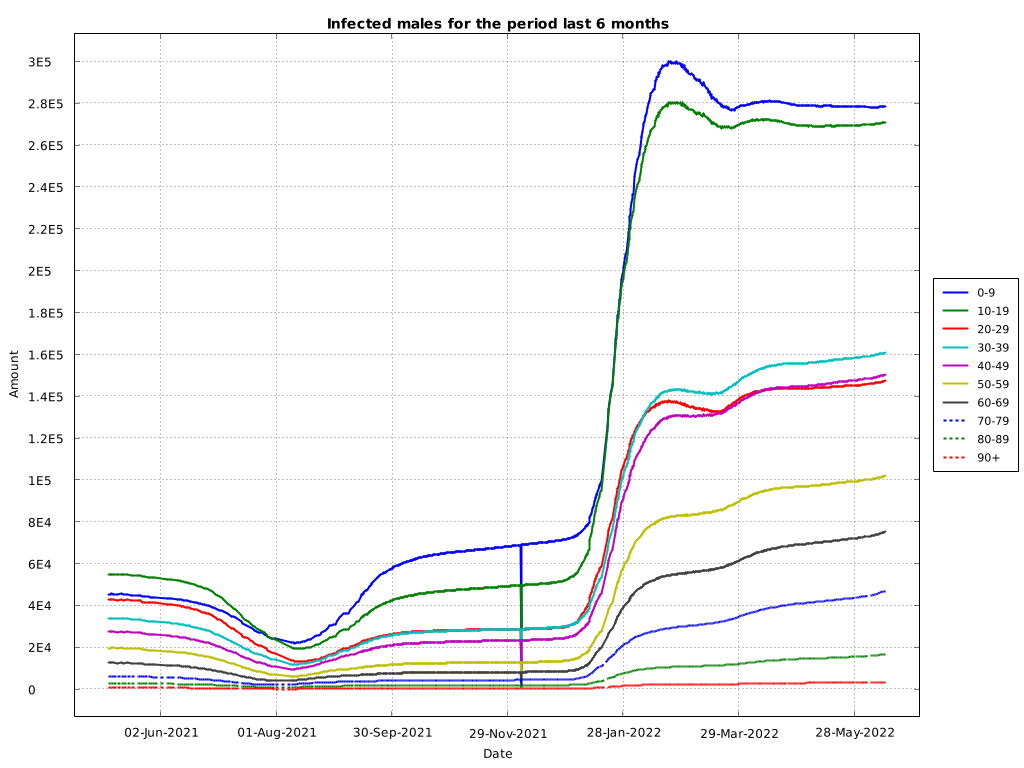 Infected males for the period last 6 months
3E5
2.8E5
2.6E5
2.4E5
2.2E5
2E5
1.8E5
1.6E5
1.4E5
1.2E5
1E5
8E4
6E4
4E4
2E4
0
Amount
02-Jun-2021
01-Aug-2021
30-Sep-2021
29-Nov-2021
28-Jan-2022
29-Mar-2022
28-May-2022
Date
0-9
10-19
20-29
30-39
40-49
50-59
60-69
70-79
80-89
90+